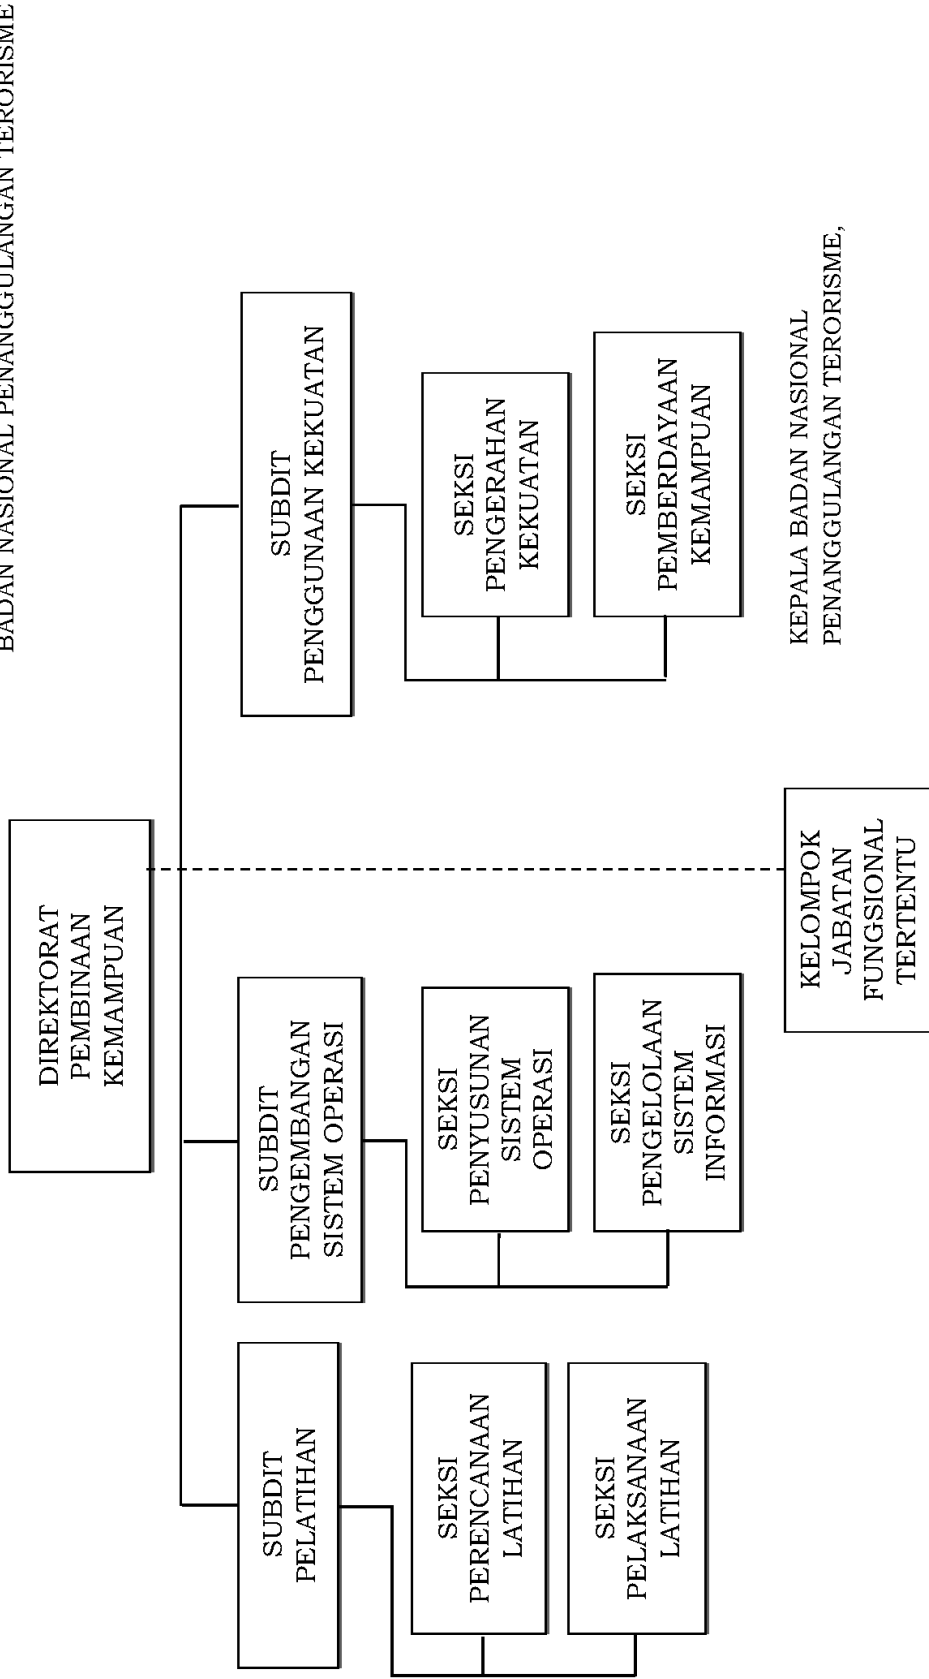 BADAN NASIONAL PENANGGULANGAN TERORISME
DIREKTORAT
PEMBINAAN
KEMAMPUAN
SUBDIT
PELATIHAN
SUBDIT
PENGEMBANGAN
SISTEM OPERASI
SUBDIT
PENGGUNAAN KEKUATAN
SEKSI
PERENCANAAN
LATIHAN
SEKSI
PENYUSUNAN
SISTEM
OPERASI
SEKSI
PENGERAHAN
KEKUATAN
SEKSI
PELAKSANAAN
LATIHAN
SEKSI
PENGELOLAAN
SISTEM
INFORMASI
SEKSI
PEMBERDAYAAN
KEMAMPUAN
KELOMPOK
JABATAN
FUNGSIONAL
TERTENTU
KEPALA BADAN NASIONAL
PENANGGULANGAN TERORISME,